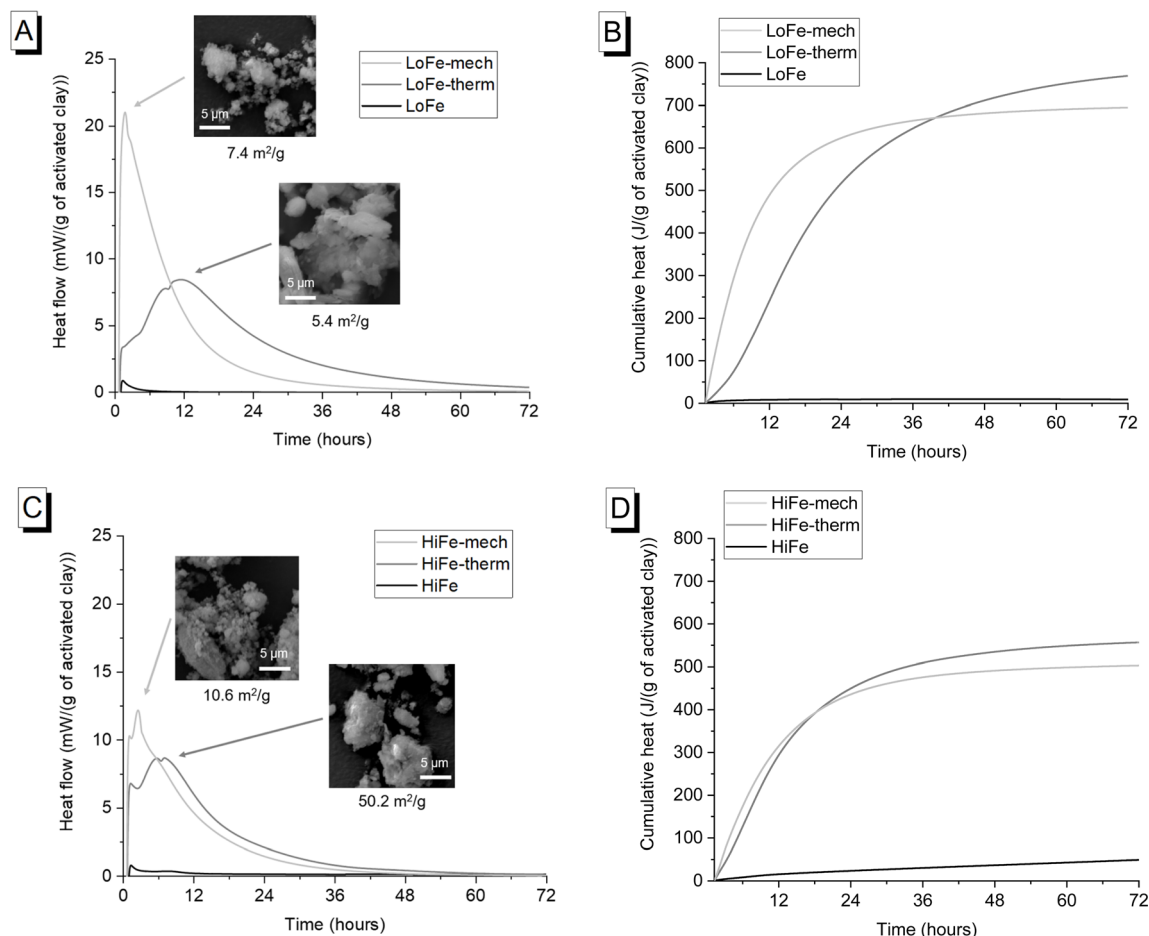 A
25
20
15
10
5
0
0
12
24
36
48
60
72
Heat flow (mW/(g of activated clay))
Time (hours)
LoFe-mech
LoFe-therm
LoFe
5 µm
7.4 m²/g
5 µm
5.4 m²/g
B
LoFe-mech
LoFe-therm
LoFe
800
700
600
500
400
300
200
100
0
12
24
36
48
60
72
Cumulative heat (J/(g of activated clay))
Time (hours)
C
25
20
15
10
5
0
0
12
24
36
48
60
72
Heat flow (mW/(g of activated clay))
Time (hours)
HiFe-mech
HiFe-therm
HiFe
5 µm
10.6 m²/g
5 µm
50.2 m²/g
D
HiFe-mech
HiFe-therm
HiFe
800
700
600
500
400
300
200
100
0
12
24
36
48
60
72
Cumulative heat (J/(g of activated clay))
Time (hours)